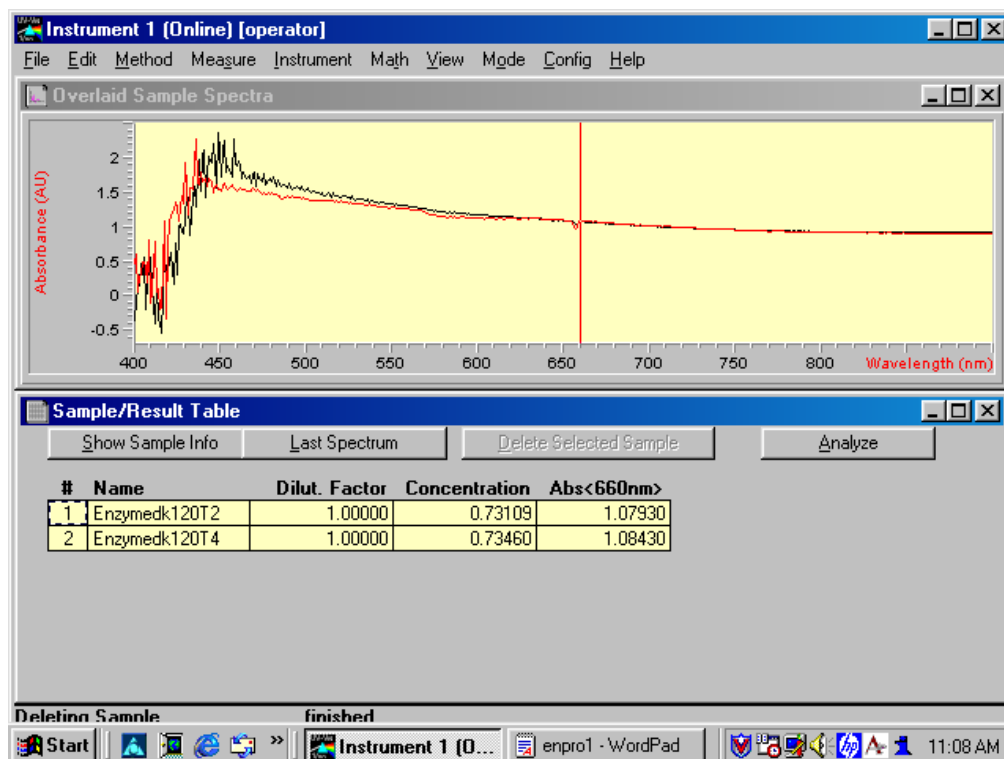 Instrument 1 (Online) [operator]
File Edit Method Measure Instrument Math View Mode Config Help
Overlaid Sample Spectra
Absorbance (AU)
2
1.5
1
0.5
0
-0.5
400 450 500 550 600 650 700 750 800 Wavelength (nm)
Sample/Result Table
Show Sample Info Last Spectrum Delete Selected Sample Analyze
# Name Dilut. Factor Concentration Abs<660nm>
1 Enzymedk120T2 1.00000 0.73109 1.07930
2 Enzymedk120T4 1.00000 0.73460 1.08430
Deleting Sample finished
Start » Instrument 1 (O... enpro1 - WordPad 11:08 AM